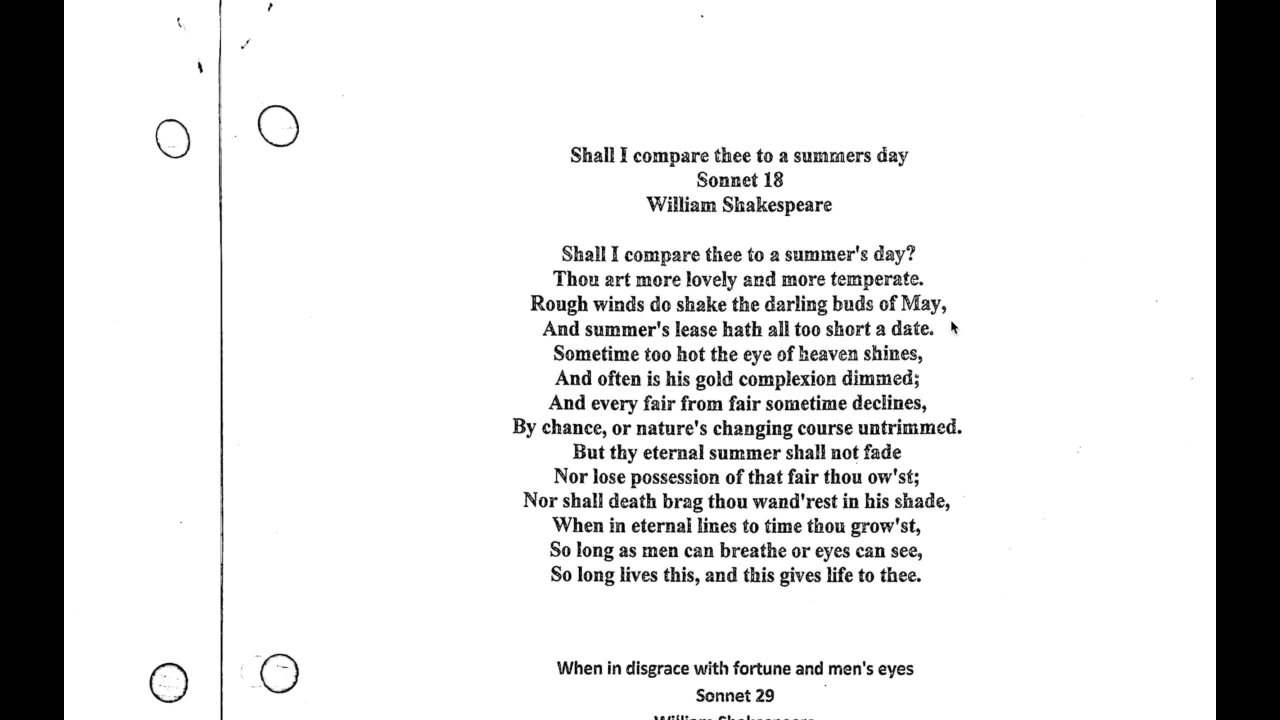 Shall I compare thee to a summers day
Sonnet 18
William Shakespeare
Shall I compare thee to a summer's day?
Thou art more lovely and more temperate.
Rough winds do shake the darling buds of May,
And summer's lease hath all too short a date.
Sometime too hot the eye of heaven shines,
And often is his gold complexion dimmed;
And every fair from fair sometime declines,
By chance, or nature's changing course untrimmed.
But thy eternal summer shall not fade
Nor lose possession of that fair thou ow'st;
Nor shall death brag thou wand'rest in his shade,
When in eternal lines to time thou grow'st,
So long as men can breathe or eyes can see,
So long lives this, and this gives life to thee.
When in disgrace with fortune and men's eyes
Sonnet 29
William Shakespeare